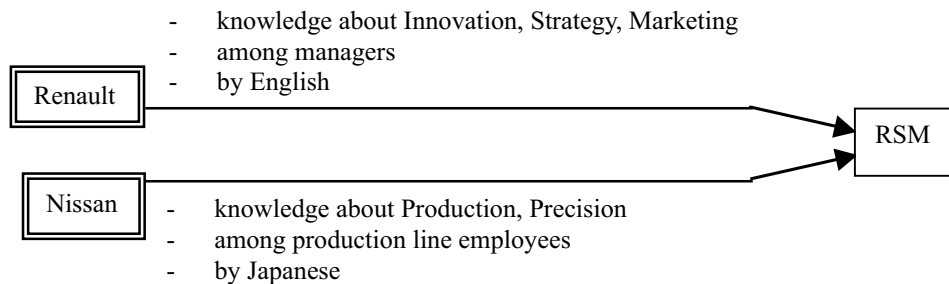 - knowledge about Innovation, Strategy, Marketing
- among managers
- by English
Renault
RSM
Nissan
- knowledge about Production, Precision
- among production line employees
- by Japanese